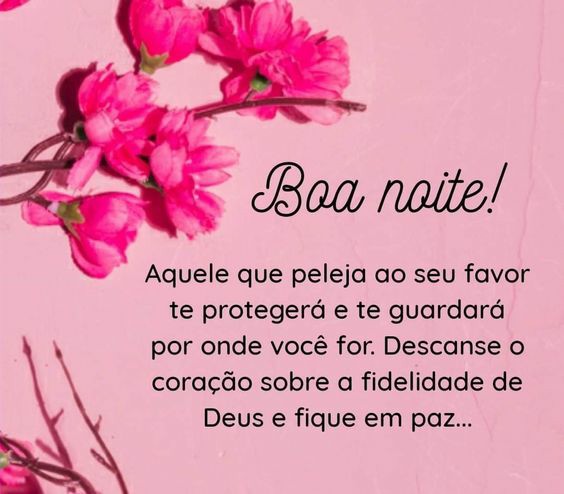 Boa noite!
Aquele que peleja ao seu favor
te protegerá e te guardará
por onde você for. Descanse o
coração sobre a fidelidade de
Deus e fique em paz...